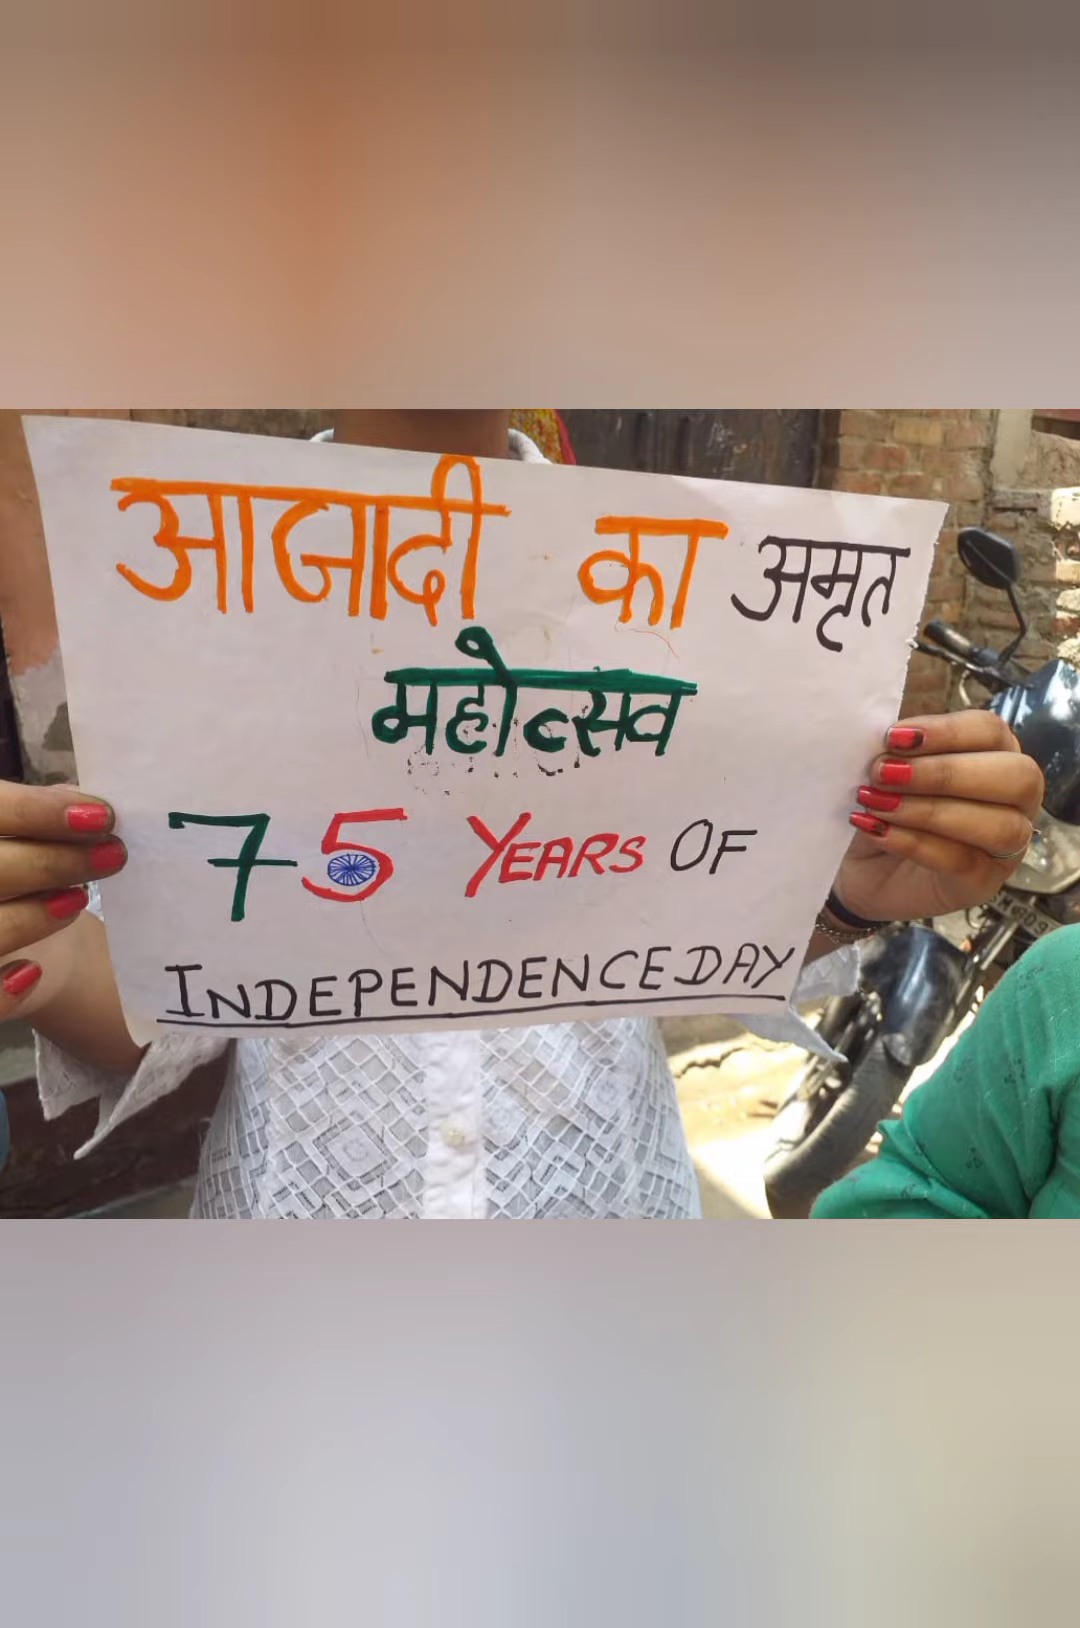 आजादी का अमृत
महोत्सव
75 YEARS OF
INDEPENDENCE DAY